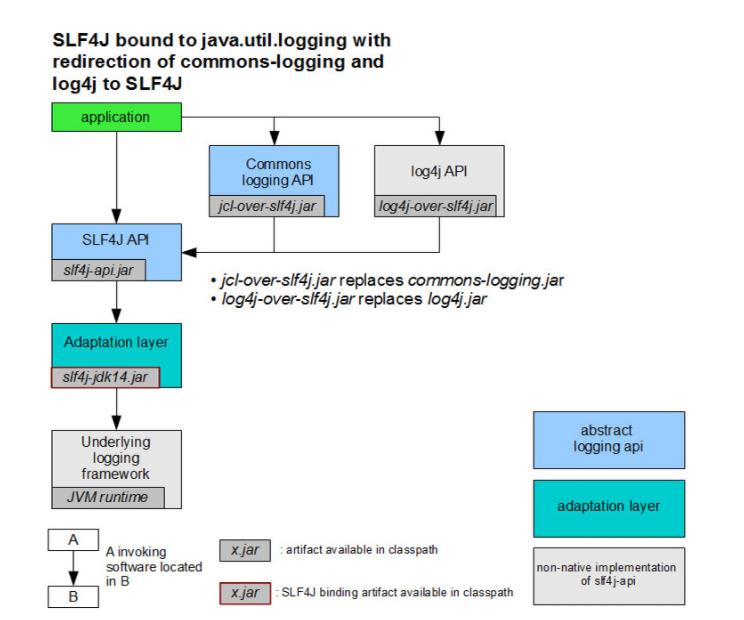 SLF4J bound to java.util.logging with
redirection of commons-logging and
log4j to SLF4J
application
Commons
logging API
jcl-over-slf4j.jar
log4j API
log4j-over-slf4j.jar
SLF4J API
slf4j-api.jar
• jcl-over-slf4j.jar replaces commons-logging.jar
• log4j-over-slf4j.jar replaces log4j.jar
Adaptation layer
slf4j-jdk14.jar
Underlying
logging
framework
JVM runtime
abstract
logging api
adaptation layer
non-native implementation
of slf4j-api
A
B
A invoking
software located
in B
x.jar : artifact available in classpath
x.jar : SLF4J binding artifact available in classpath